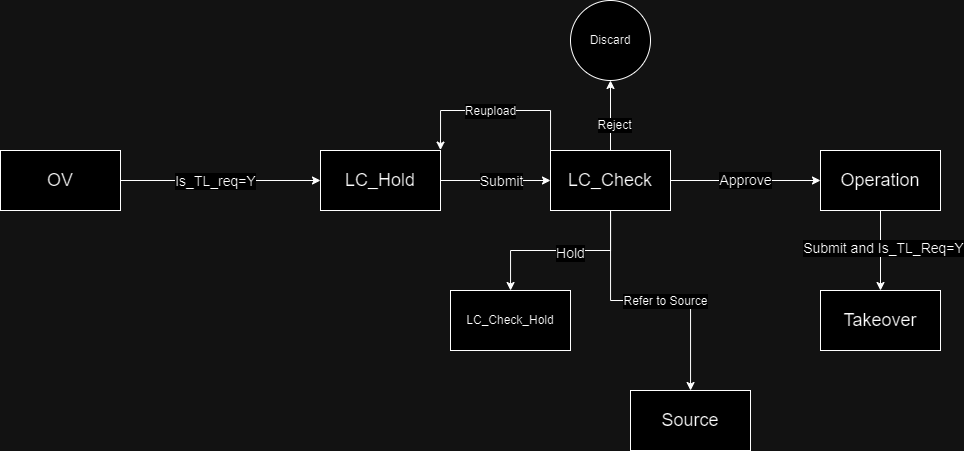 Discard
Reupload
Reject
OV
Is_TL_req=Y
LC_Hold
Submit
LC_Check
Approve
Operation
Hold
Submit and Is_TL_Req=Y
Refer to Source
LC_Check_Hold
Takeover
Source